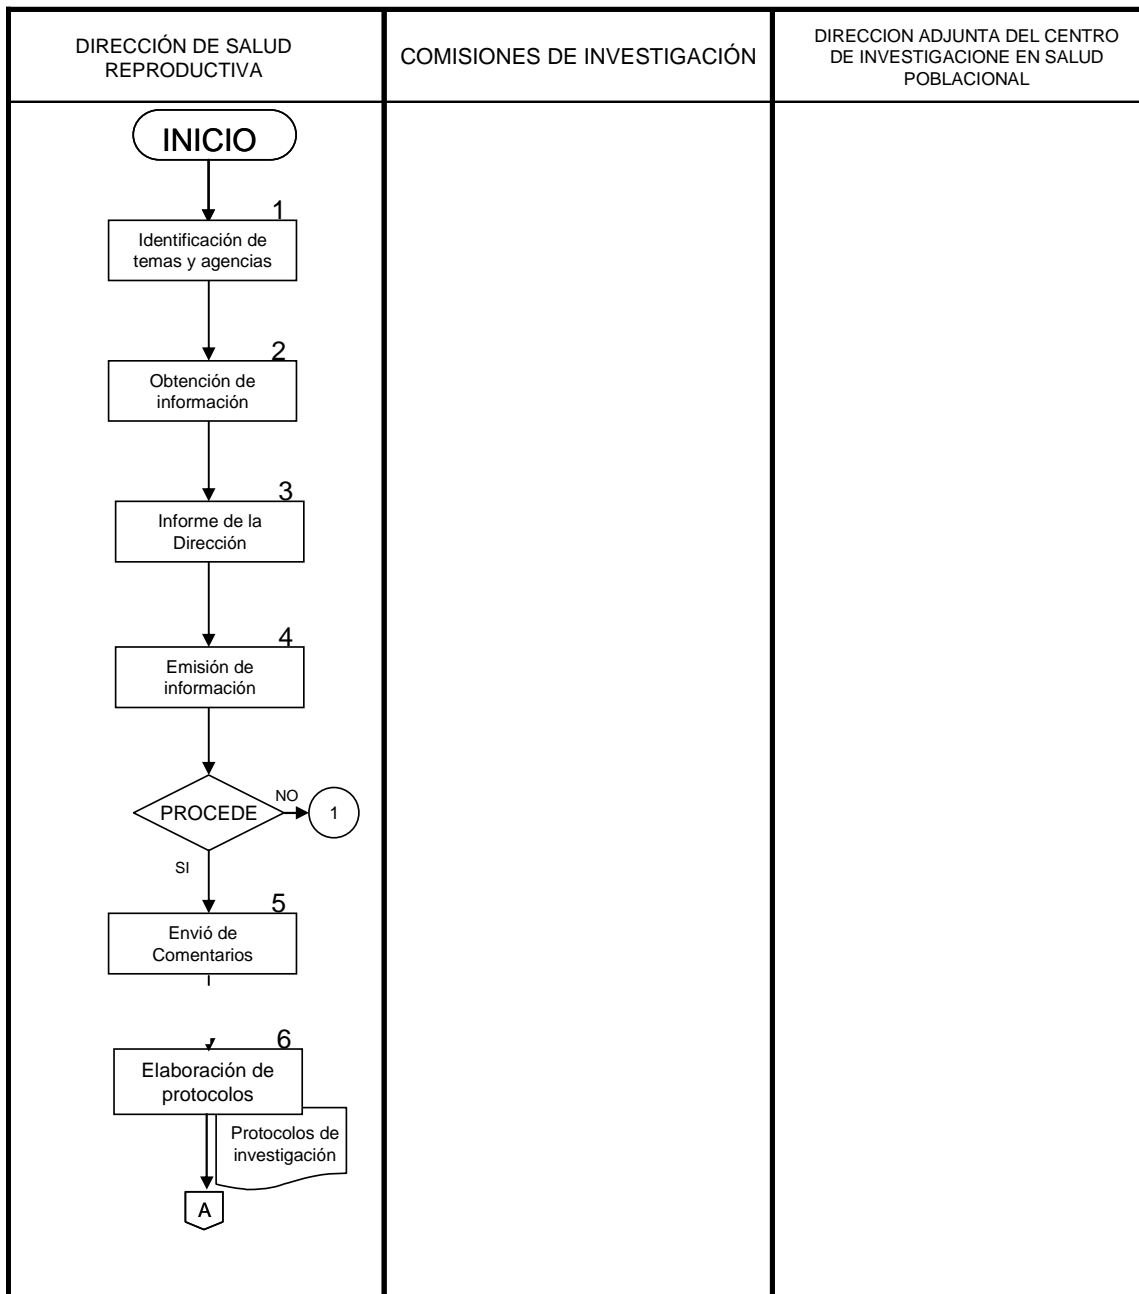 DIRECCIÓN DE SALUD
REPRODUCTIVA
COMISIONES DE INVESTIGACIÓN
DIRECCION ADJUNTA DEL CENTRO
DE INVESTIGACIONE EN SALUD
POBLACIONAL
INICIO
1
Identificación de
temas y agencias
2
Obtención de
información
3
Informe de la
Dirección
4
Emisión de
información
PROCEDE
NO
1
SI
5
Envió de
Comentarios
6
Elaboración de
protocolos
Protocolos de
investigación
A